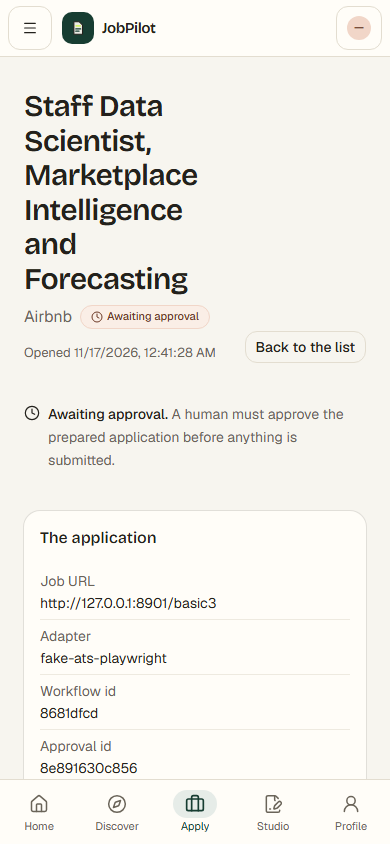 JobPilot
Staff Data
Scientist,
Marketplace
Intelligence
and
Forecasting
Airbnb
Awaiting approval
Opened 11/17/2026, 12:41:28 AM
Back to the list
Awaiting approval. A human must approve the
prepared application before anything is
submitted.
The application
Job URL
http://127.0.0.1:8901/basic3
Adapter
fake-ats-playwright
Workflow id
8681dfcd
Approval id
8e891630c856
Home
Discover
Apply
Studio
Profile